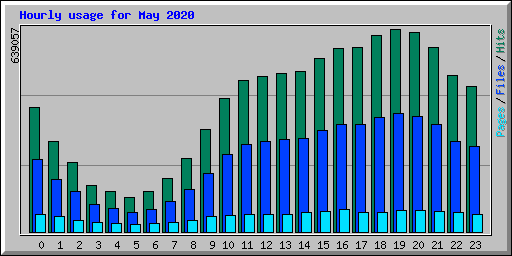 Hourly usage for May 2020
639057
Pages/Files/Hits
0 1 2 3 4 5 6 7 8 9 10 11 12 13 14 15 16 17 18 19 20 21 22 23